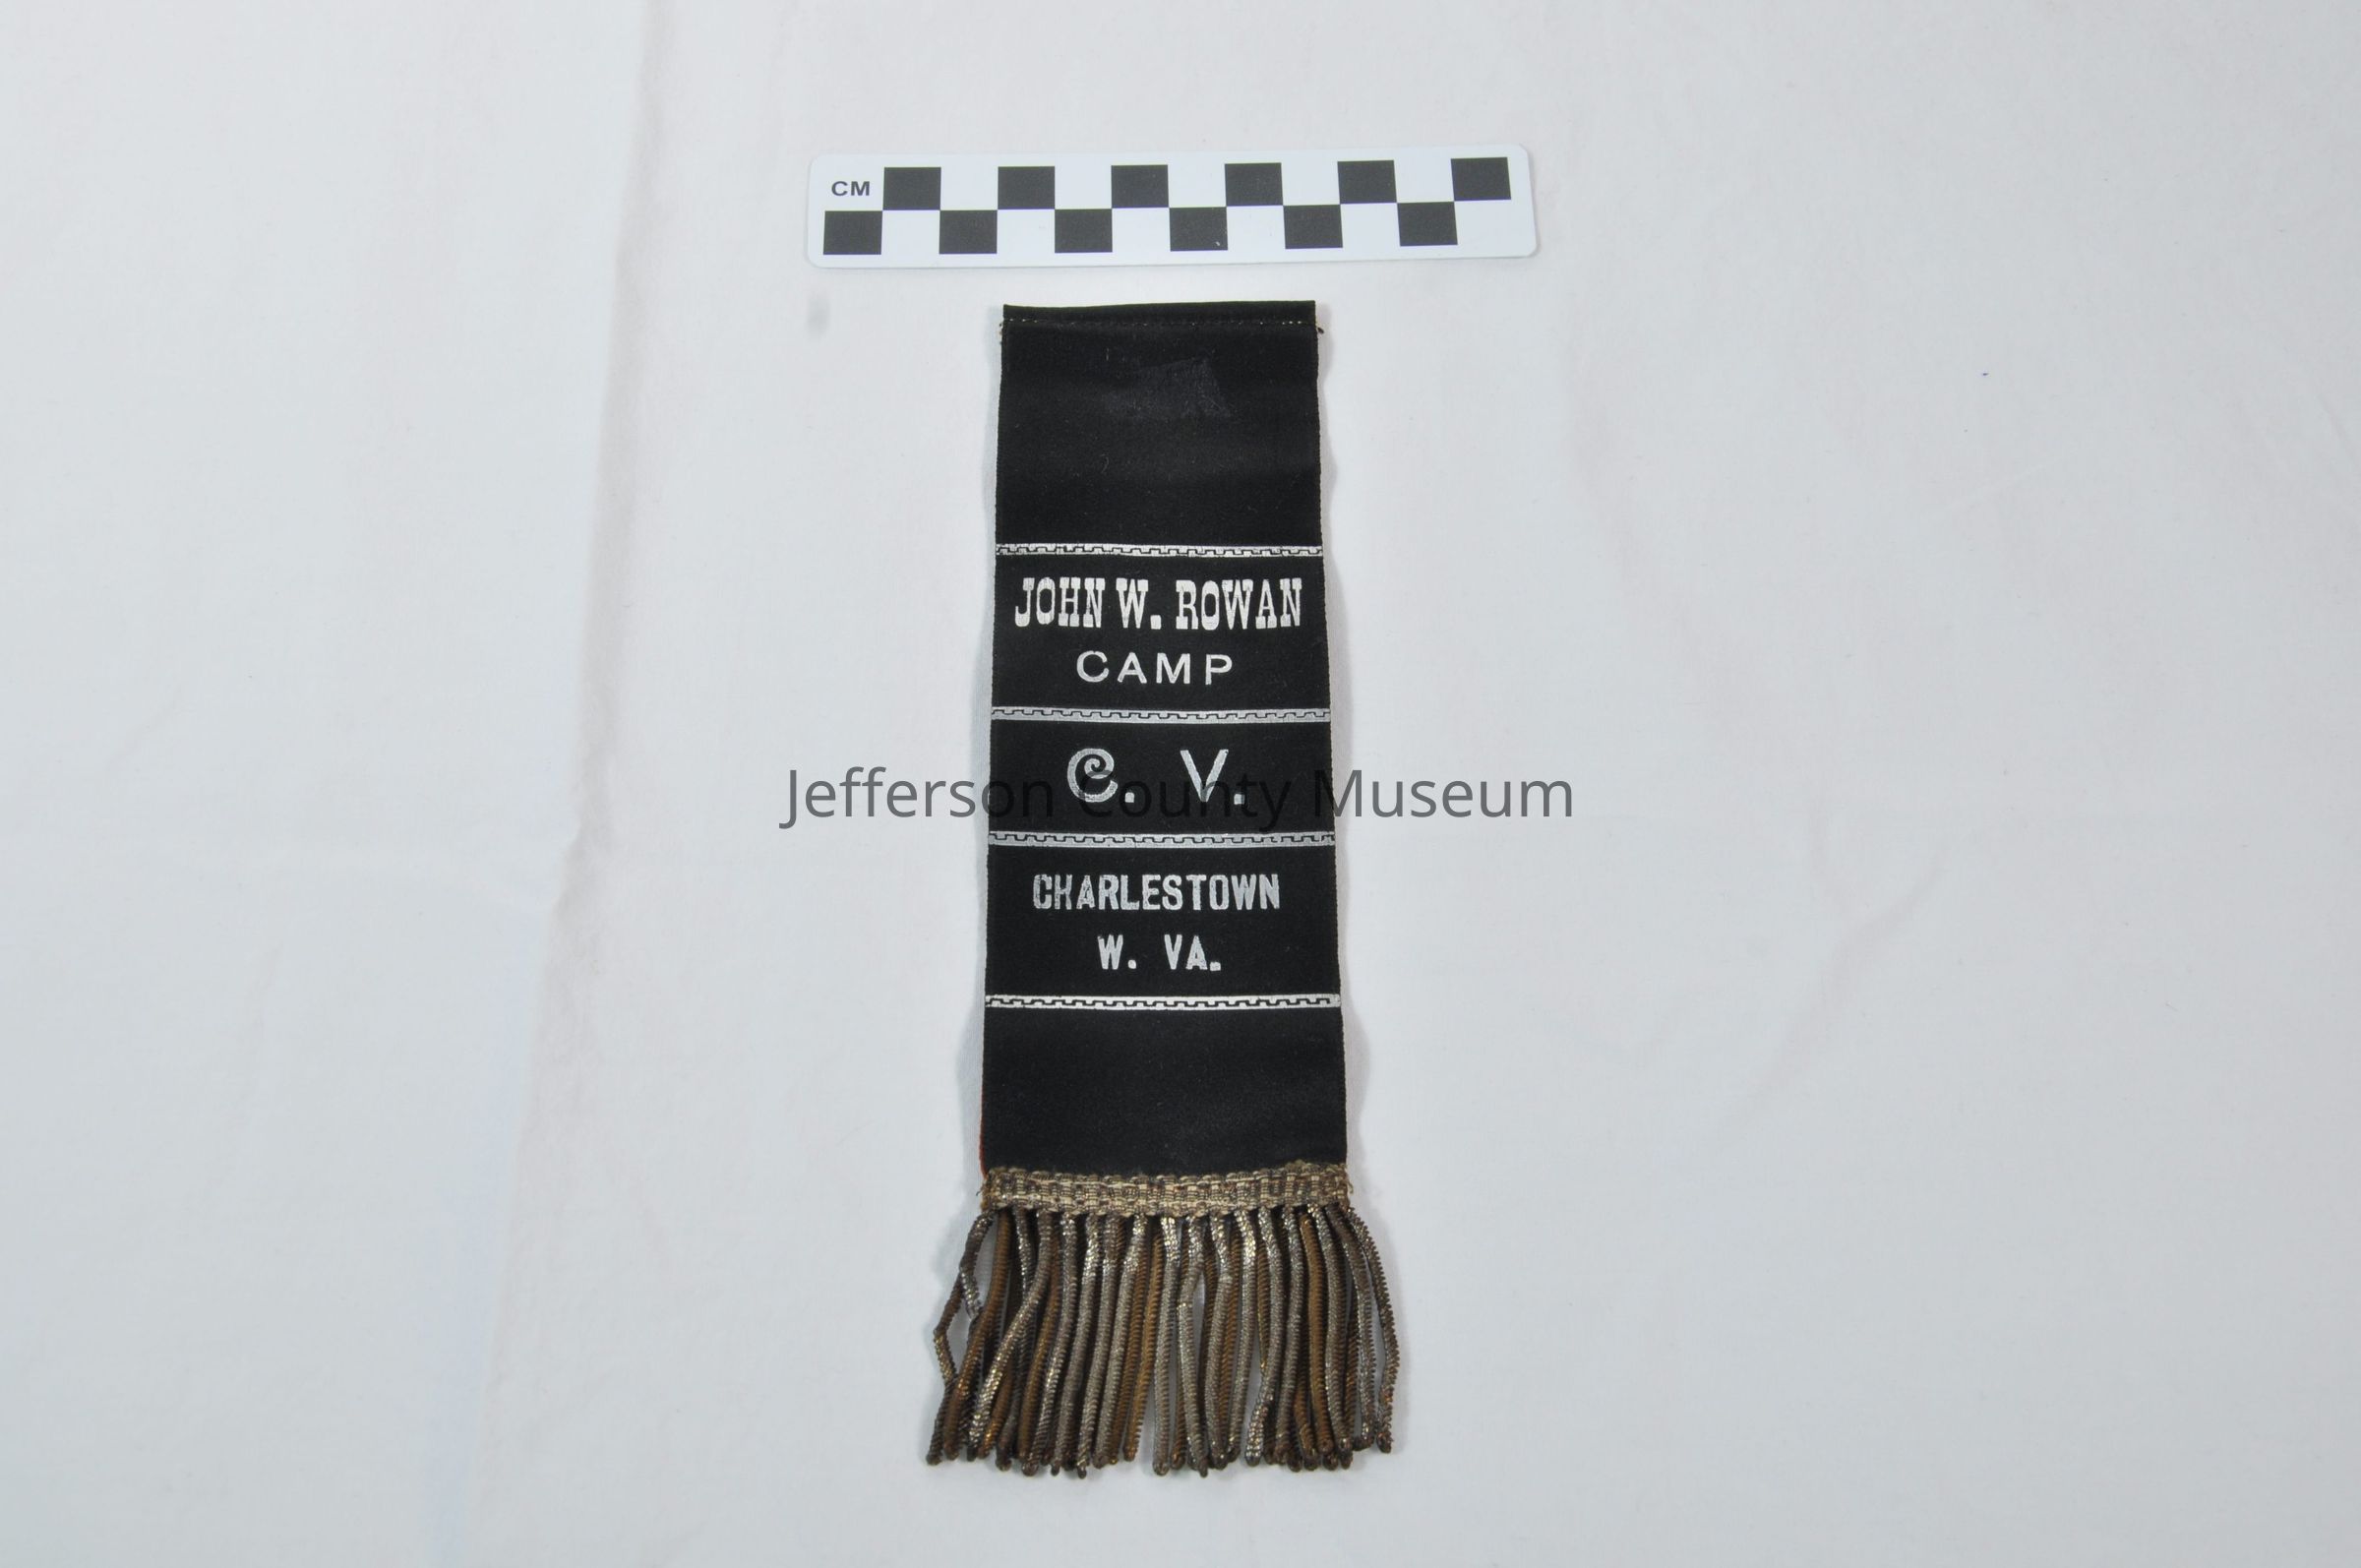 CM
JOHN W. ROWAN
CAMP
C. V.
Jefferson County Museum
CHARLESTOWN
W. VA.